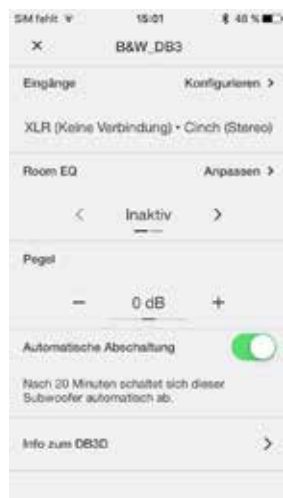 SIM fehlt 15:01 48 %
× B&W_DB3
Eingänge Konfigurieren >
XLR (Keine Verbindung) • Cinch (Stereo)
Room EQ Anpassen >
< Inaktiv >
Pegel
− 0 dB +
Automatische Abschaltung
Nach 20 Minuten schaltet sich dieser
Subwoofer automatisch ab.
Info zum DB3D >